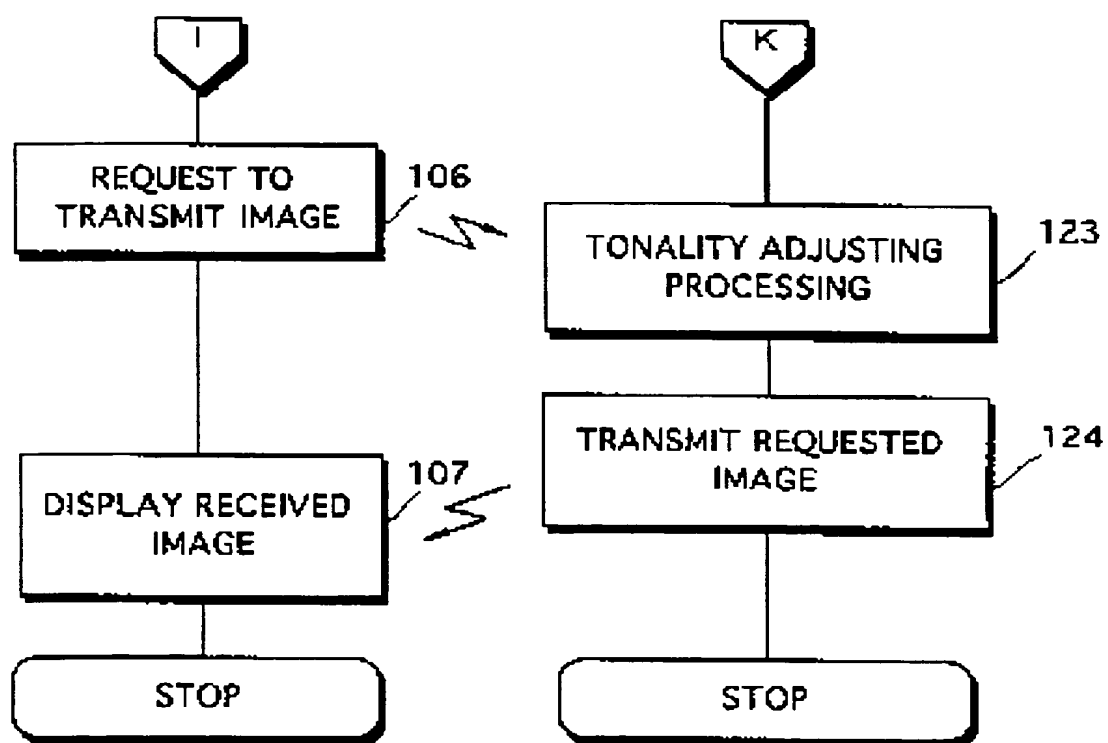 I
REQUEST TO
TRANSMIT IMAGE
106
DISPLAY RECEIVED
IMAGE
107
STOP
K
TONALITY ADJUSTING
PROCESSING
123
TRANSMIT REQUESTED
IMAGE
124
STOP